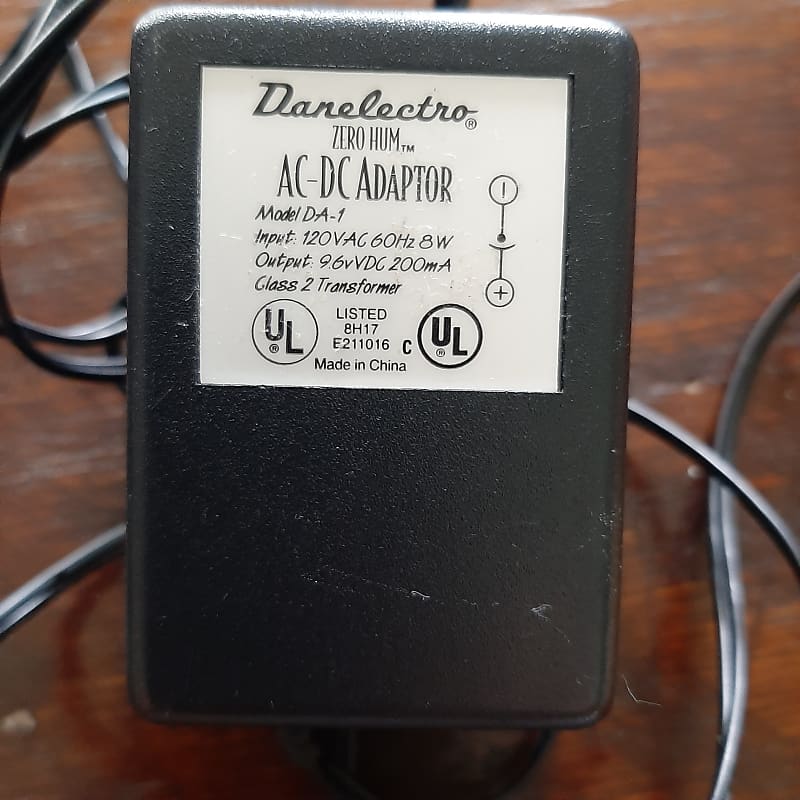 Danelectro®
ZERO HUM™
AC-DC ADAPTOR
Model DA-1
Input: 120VAC 60Hz 8W
Output: 9.6vVDC 200mA
Class 2 Transformer
UL® LISTED 8H17 E211016 c UL®
Made in China